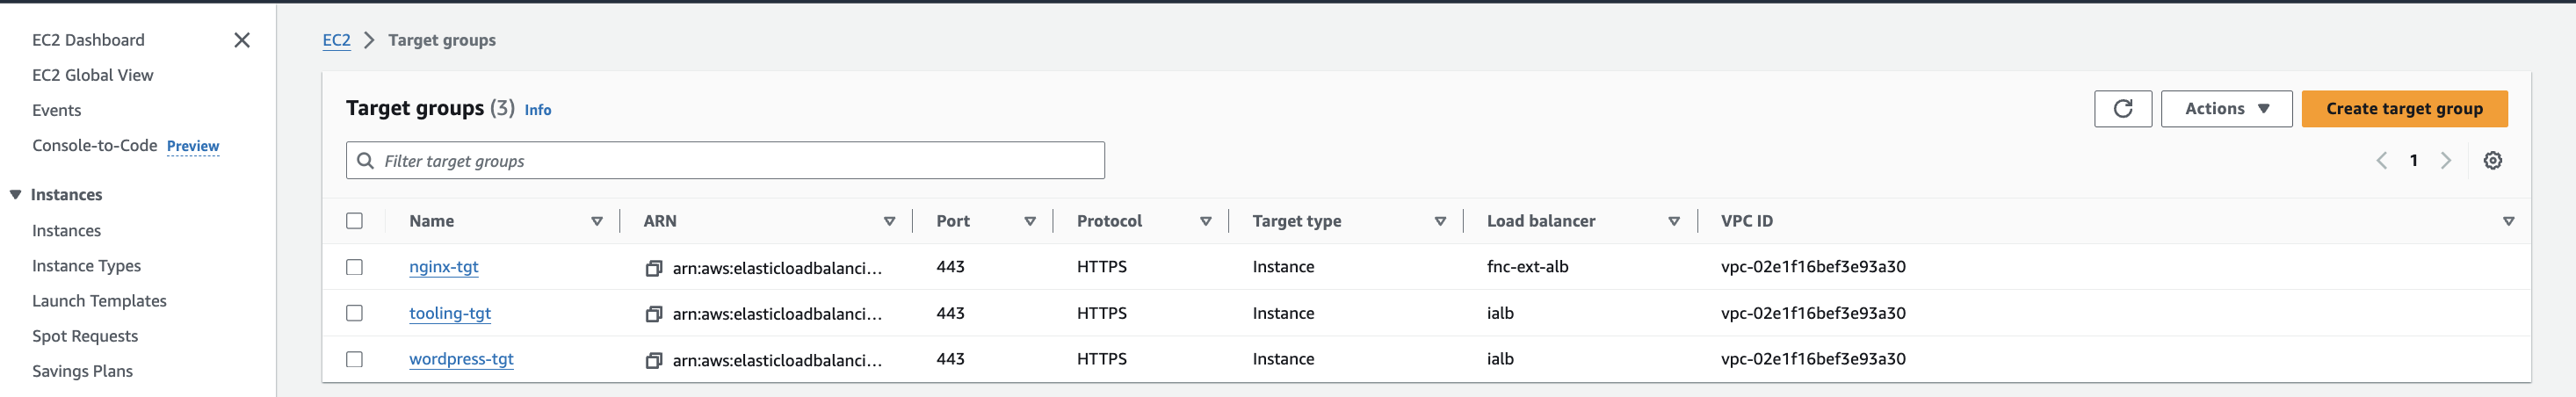 EC2 Dashboard
EC2 Global View
Events
Console-to-Code Preview
Instances
Instances
Instance Types
Launch Templates
Spot Requests
Savings Plans
EC2 Target groups
Target groups (3) Info
Actions
Create target group
Filter target groups
1
Name ARN Port Protocol Target type Load balancer VPC ID
nginx-tgt arn:aws:elasticloadbalanci... 443 HTTPS Instance fnc-ext-alb vpc-02e1f16bef3e93a30
tooling-tgt arn:aws:elasticloadbalanci... 443 HTTPS Instance ialb vpc-02e1f16bef3e93a30
wordpress-tgt arn:aws:elasticloadbalanci... 443 HTTPS Instance ialb vpc-02e1f16bef3e93a30